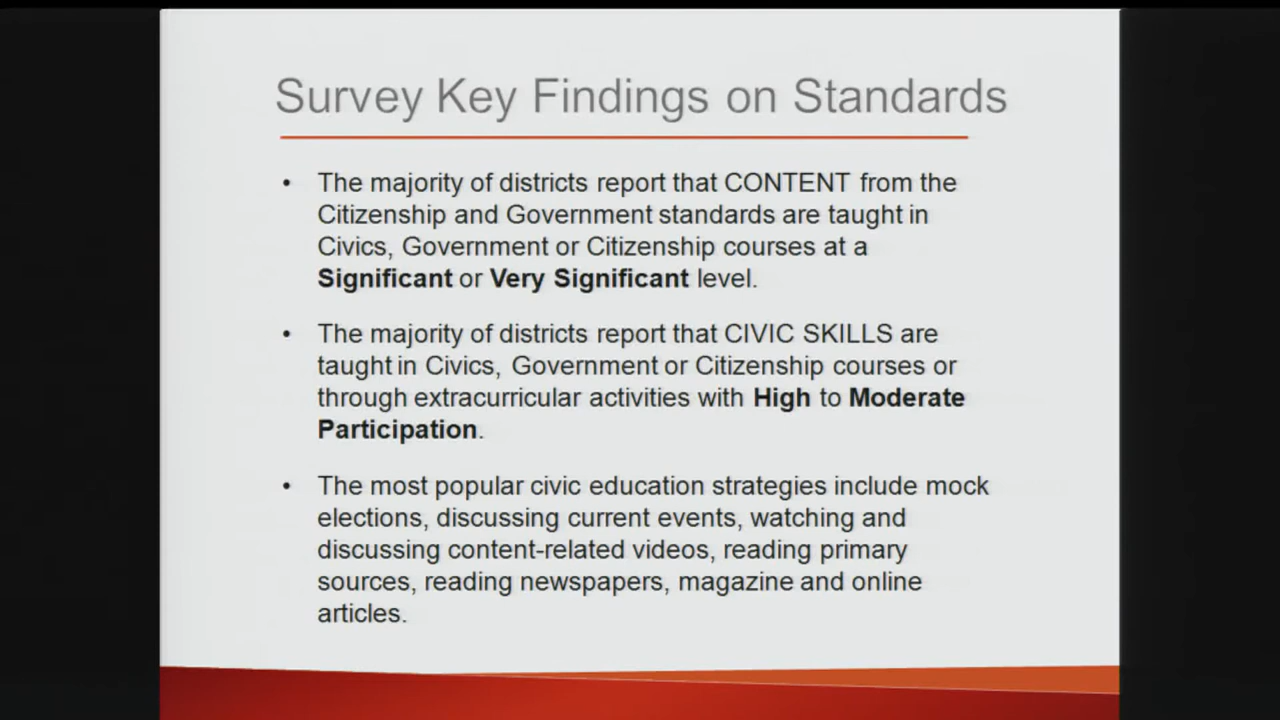 Survey Key Findings on Standards
• The majority of districts report that CONTENT from the
Citizenship and Government standards are taught in
Civics, Government or Citizenship courses at a
Significant or Very Significant level.
• The majority of districts report that CIVIC SKILLS are
taught in Civics, Government or Citizenship courses or
through extracurricular activities with High to Moderate
Participation.
• The most popular civic education strategies include mock
elections, discussing current events, watching and
discussing content-related videos, reading primary
sources, reading newspapers, magazine and online
articles.